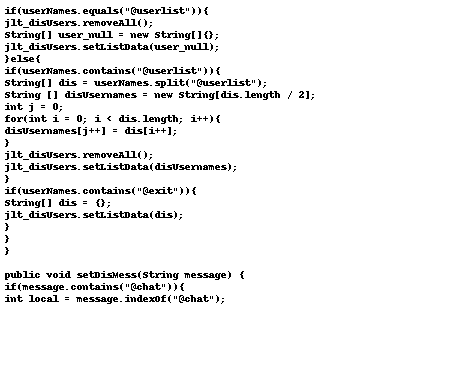 if(userNames.equals("@userlist")){
jlt_disUsers.removeAll();
String[] user_null = new String[]{};
jlt_disUsers.setListData(user_null);
}else{
if(userNames.contains("@userlist")){
String[] dis = userNames.split("@userlist");
String [] disUsernames = new String[dis.length / 2];
int j = 0;
for(int i = 0; i < dis.length; i++){
disUsernames[j++] = dis[i++];
}
jlt_disUsers.removeAll();
jlt_disUsers.setListData(disUsernames);
}
if(userNames.contains("@exit")){
String[] dis = {};
jlt_disUsers.setListData(dis);
}
}
}
public void setDisMess(String message) {
if(message.contains("@chat")){
int local = message.indexOf("@chat");